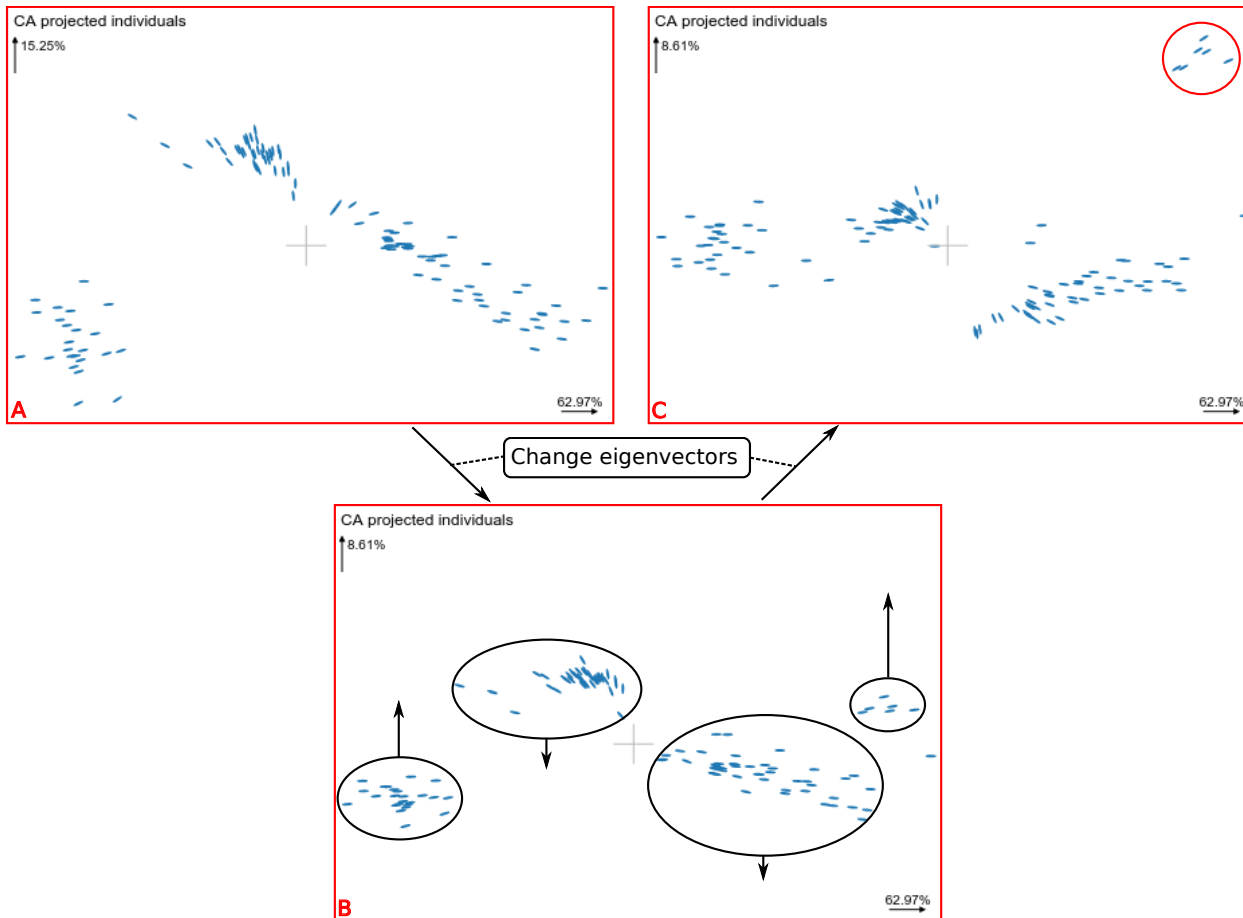 CA projected individuals
15.25%
62.97%
A
CA projected individuals
8.61%
62.97%
C
Change eigenvectors
CA projected individuals
8.61%
62.97%
B